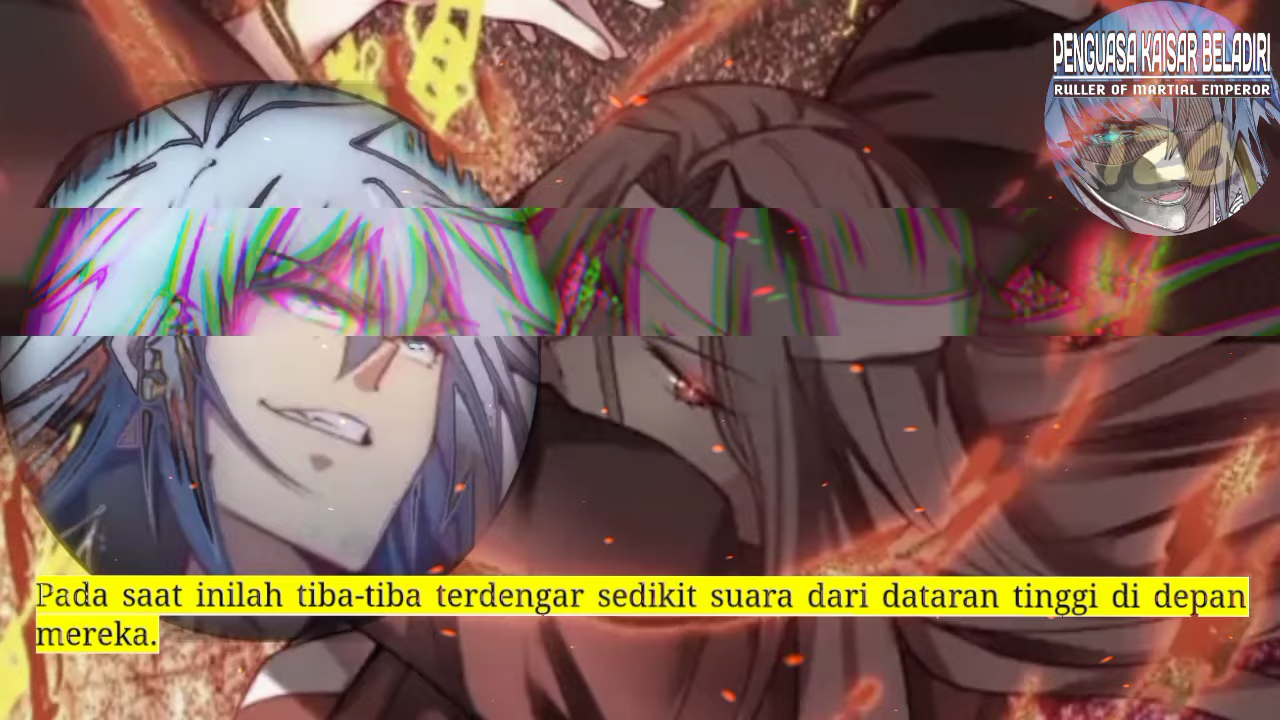 PENGUASA KAISAR BELADIRI
RULLER OF MARTIAL EMPEROR
Pada saat inilah tiba-tiba terdengar sedikit suara dari dataran tinggi di depan
mereka.